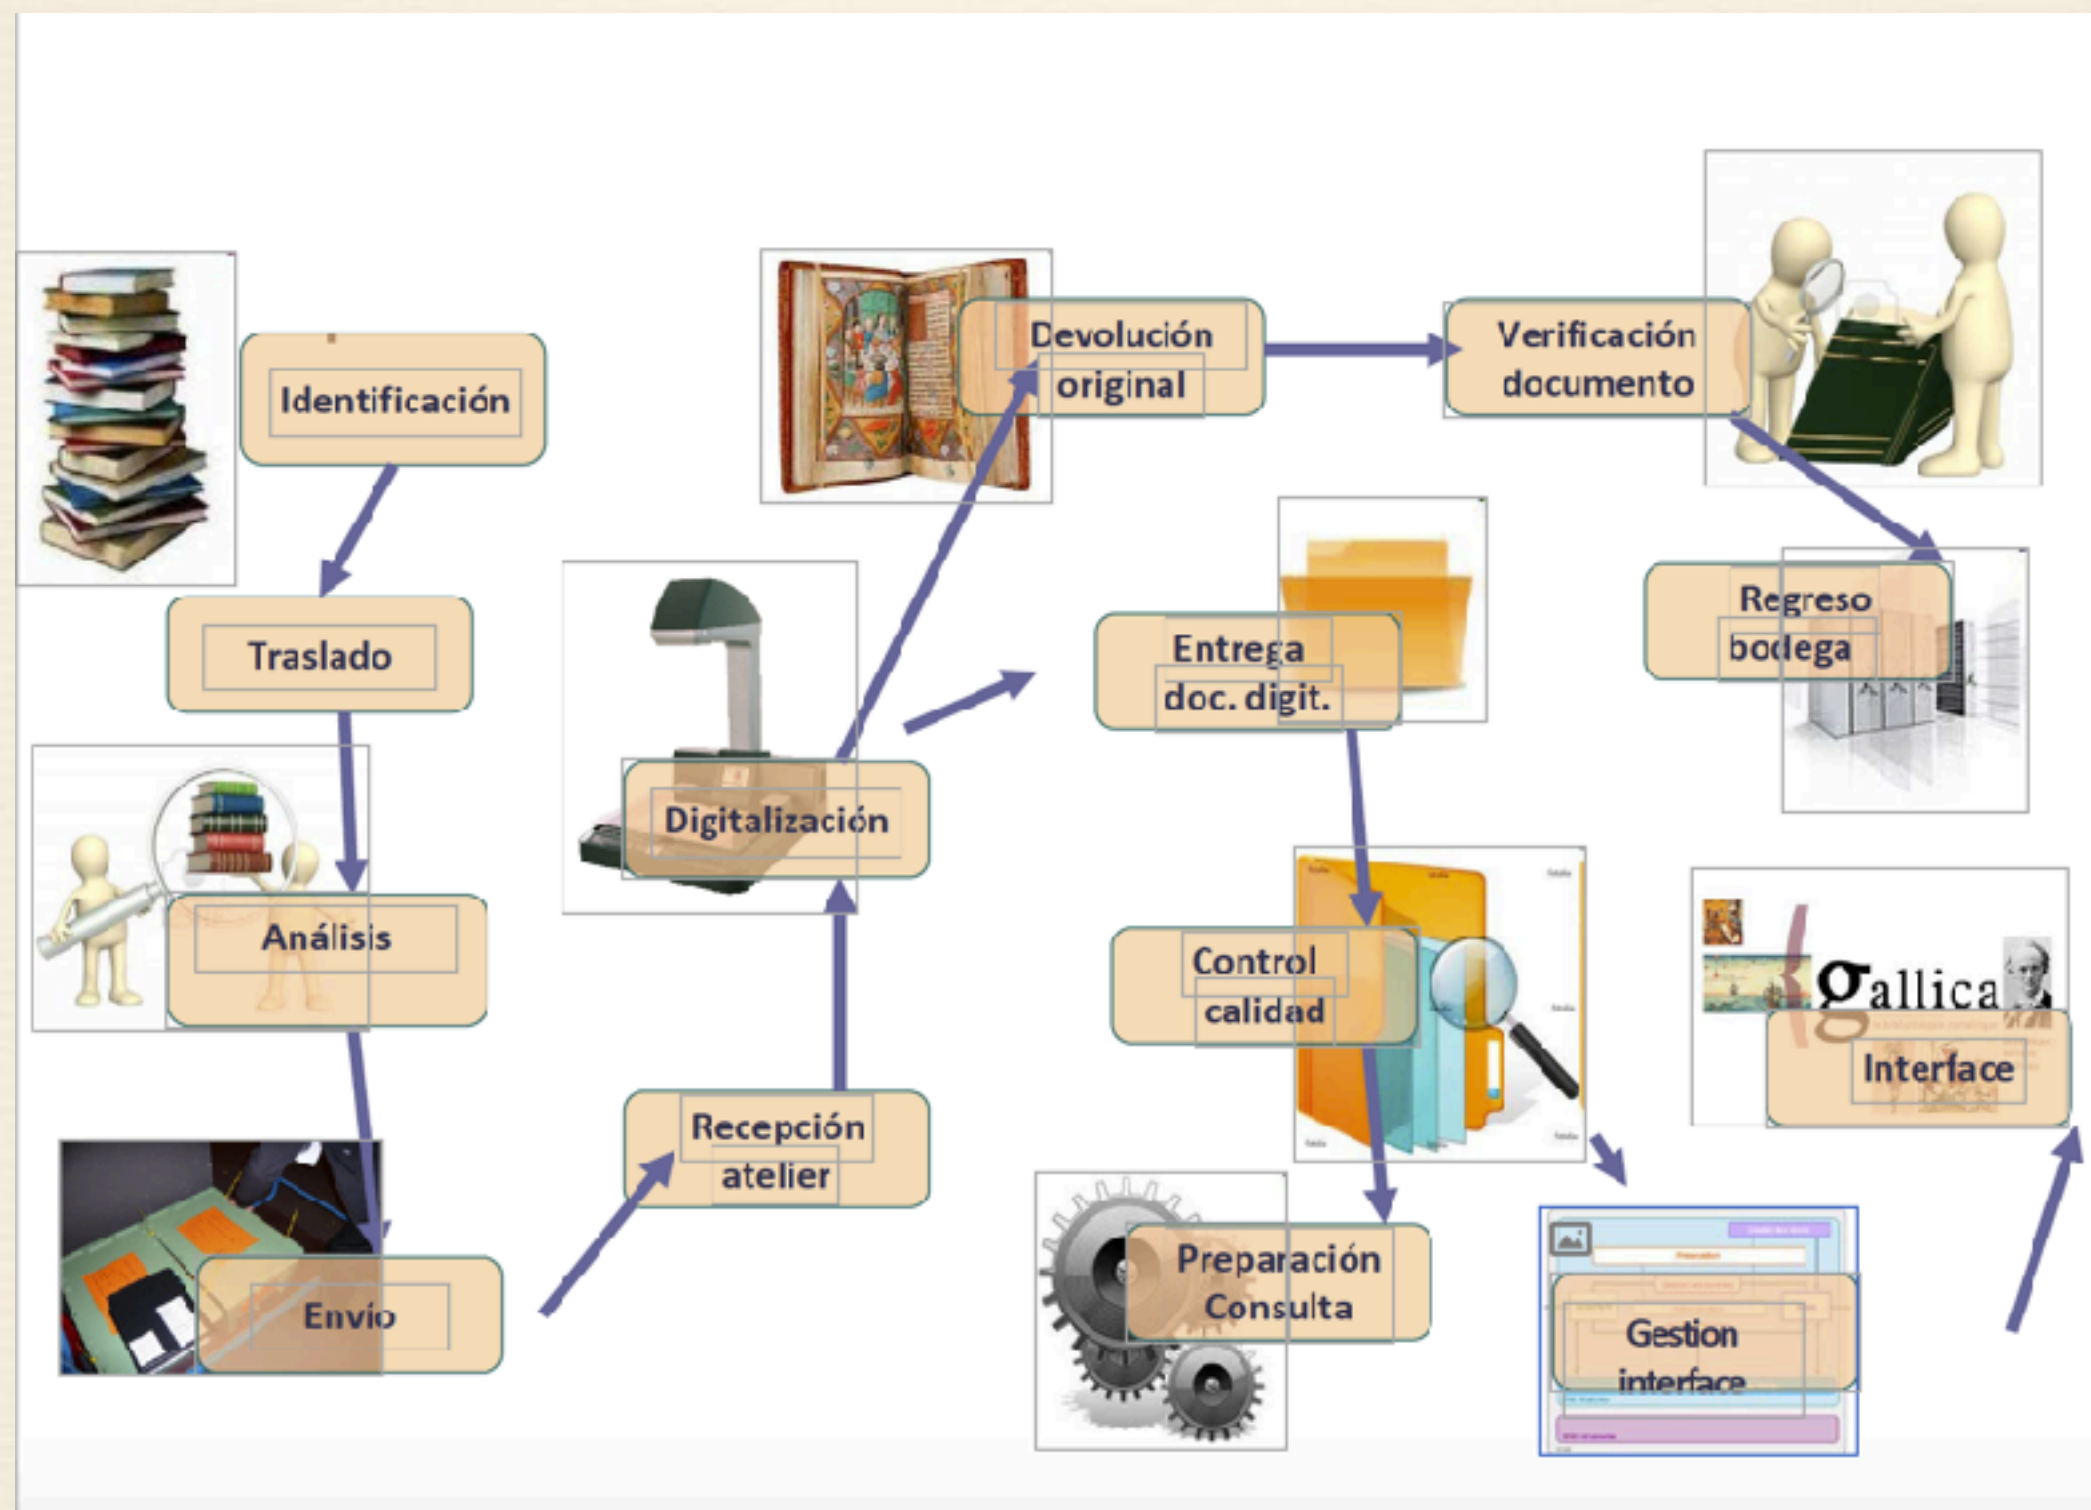 Identificación
Traslado
Análisis
Envío
Recepción
atelier
Digitalización
Devolución
original
Verificación
documento
Regreso
bodega
Entrega
doc. digit.
Control
calidad
Preparación
Consulta
Gestion
interface
gallica
Interface